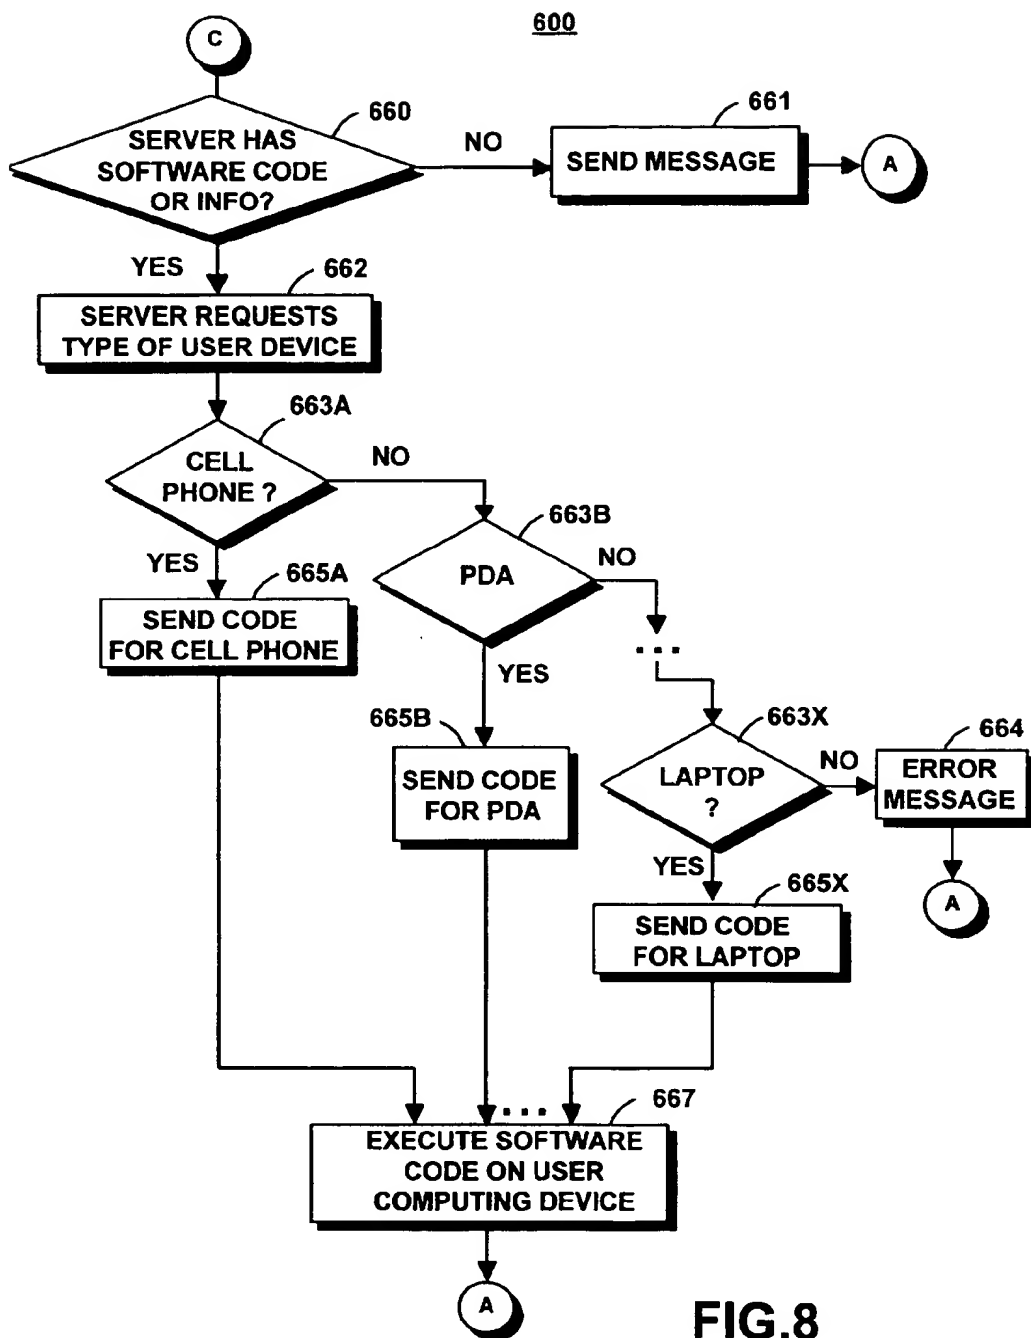 600
C
660
SERVER HAS
SOFTWARE CODE
OR INFO?
NO
661
SEND MESSAGE
A
YES
662
SERVER REQUESTS
TYPE OF USER DEVICE
663A
CELL
PHONE ?
NO
663B
PDA
NO
...
YES
665A
SEND CODE
FOR CELL PHONE
YES
665B
SEND CODE
FOR PDA
663X
LAPTOP
?
NO
664
ERROR
MESSAGE
A
YES
665X
SEND CODE
FOR LAPTOP
...
667
EXECUTE SOFTWARE
CODE ON USER
COMPUTING DEVICE
A
FIG.8